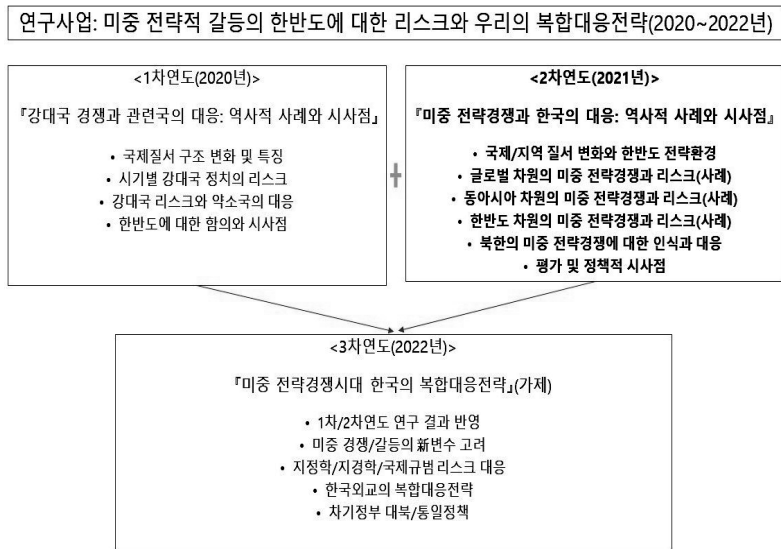 연구사업: 미중 전략적 갈등의 한반도에 대한 리스크와 우리의 복합대응전략(2020~2022년)
<1차연도(2020년)>
『강대국 경쟁과 관련국의 대응: 역사적 사례와 시사점』
• 국제질서 구조 변화 및 특징
• 시기별 강대국 정치의 리스크
• 강대국 리스크와 약소국의 대응
• 한반도에 대한 함의와 시사점
<2차연도(2021년)>
『미중 전략경쟁과 한국의 대응: 역사적 사례와 시사점』
• 국제/지역 질서 변화와 한반도 전략환경
• 글로벌 차원의 미중 전략경쟁과 리스크(사례)
• 동아시아 차원의 미중 전략경쟁과 리스크(사례)
• 한반도 차원의 미중 전략경쟁과 리스크(사례)
• 북한의 미중 전략경쟁에 대한 인식과 대응
• 평가 및 정책적 시사점
<3차연도(2022년)>
『미중 전략경쟁시대 한국의 복합대응전략』(가제)
• 1차/2차연도 연구 결과 반영
• 미중 경쟁/갈등의 新변수 고려
• 지정학/지경학/국제규범 리스크 대응
• 한국외교의 복합대응전략
• 차기정부 대북/통일정책